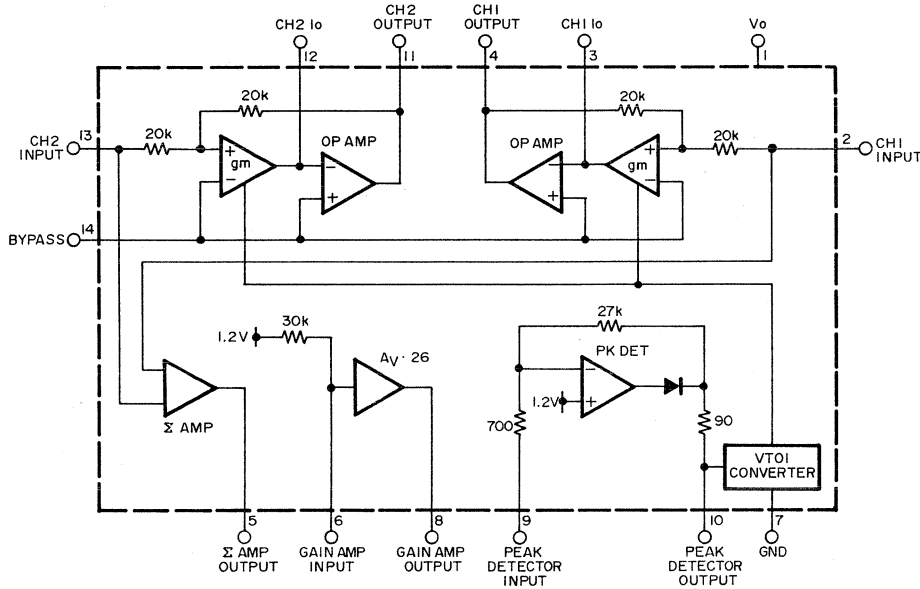 CH2 Io
CH2
OUTPUT
CH1
OUTPUT
CH1 Io
Vo
12
11
4
3
1
20k
20k
CH2
INPUT
13
20k
+
gm
−
OP AMP
−
+
OP AMP
−
+
+
gm
−
20k
2
CH1
INPUT
BYPASS
14
1.2V
30k
27k
AV · 26
PK DET
−
+
1.2V
Σ AMP
700
90
VTOI
CONVERTER
5
6
8
9
10
7
Σ AMP
OUTPUT
GAIN AMP
INPUT
GAIN AMP
OUTPUT
PEAK
DETECTOR
INPUT
PEAK
DETECTOR
OUTPUT
GND